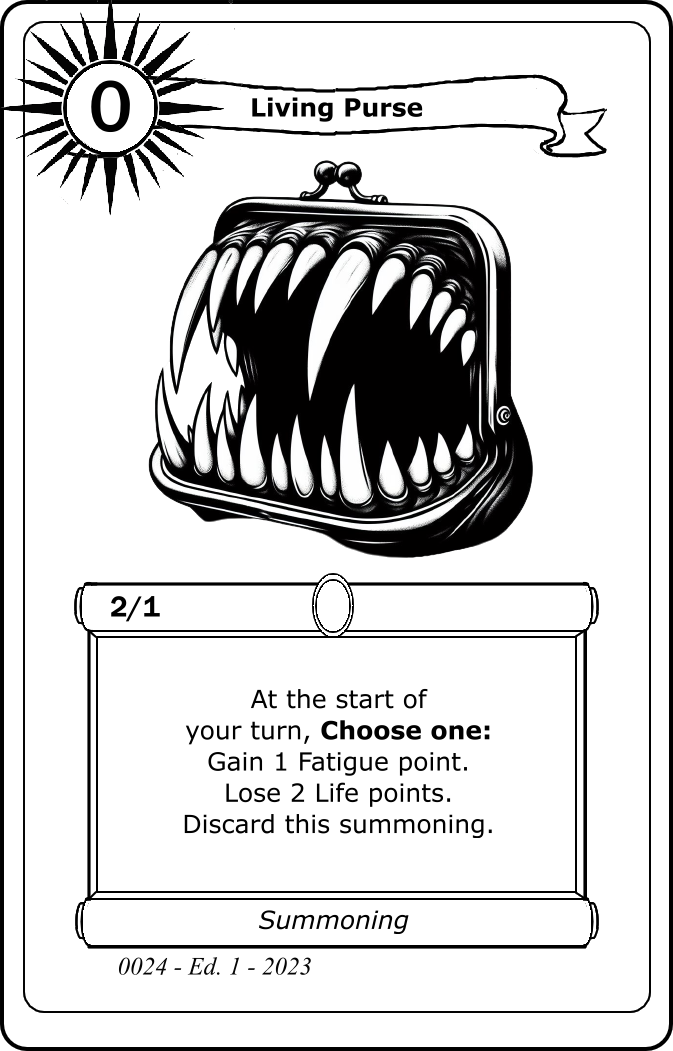 0
Living Purse
2/1
At the start of
your turn, Choose one:
Gain 1 Fatigue point.
Lose 2 Life points.
Discard this summoning.
Summoning
0024 - Ed. 1 - 2023